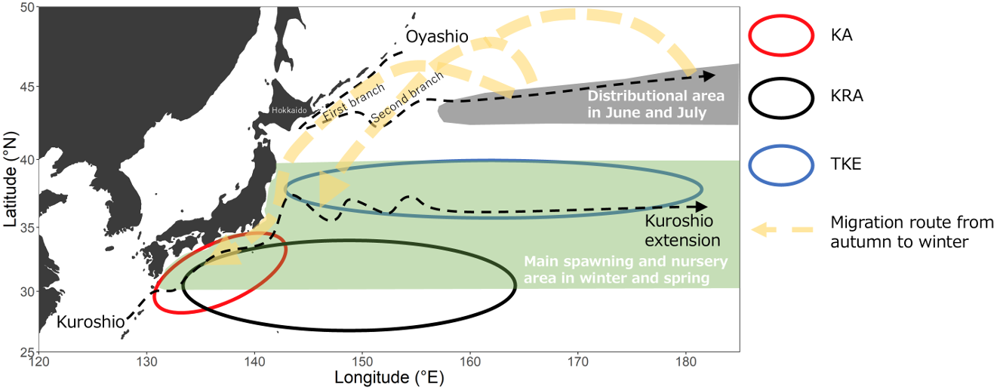 50
45
40
35
30
25
120
130
140
150
160
170
180
Latitude (°N)
Longitude (°E)
Oyashio
Hokkaido
First branch
Second branch
Distributional area
in June and July
Kuroshio
extension
Main spawning and nursery
area in winter and spring
Kuroshio
KA
KRA
TKE
Migration route from
autumn to winter